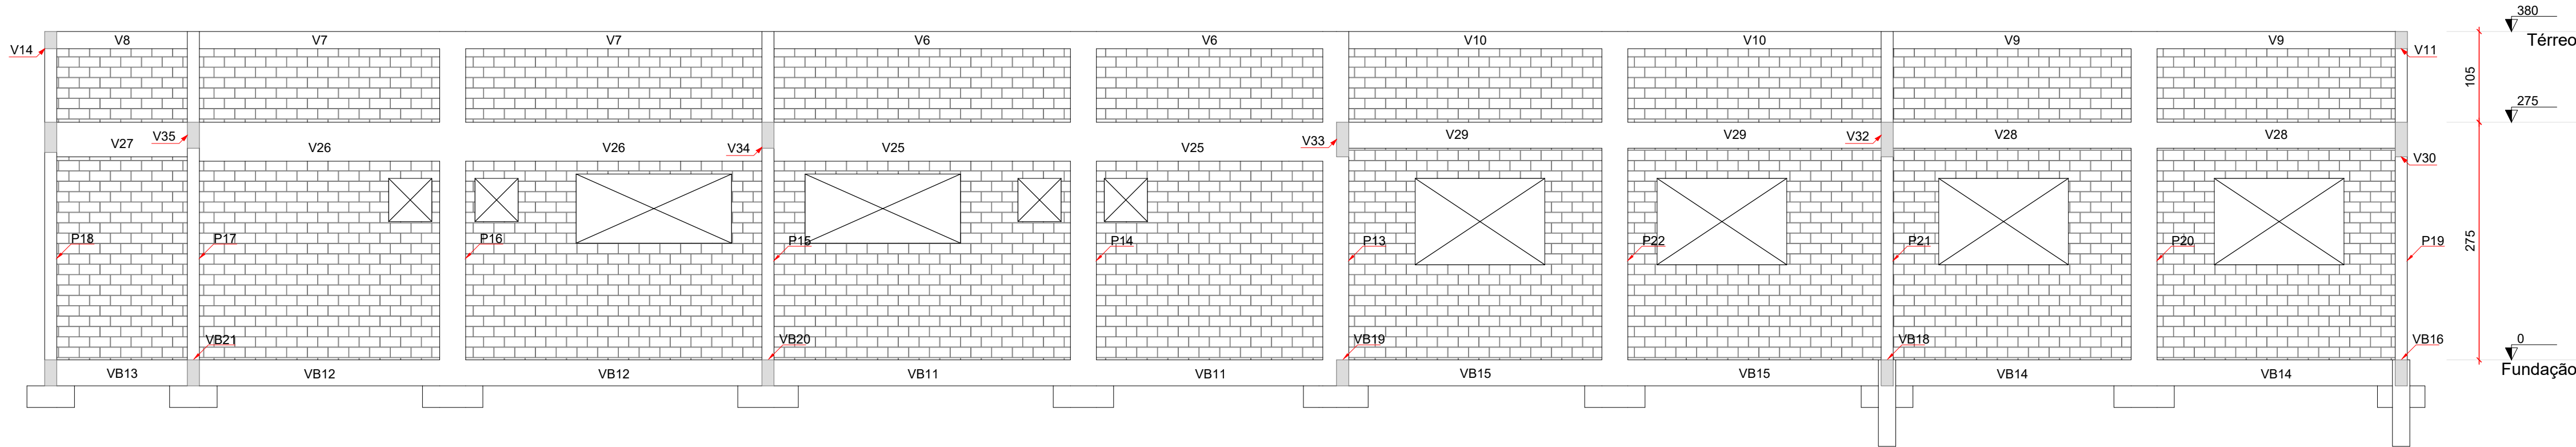 380
Térreo
V8 V7 V7 V6 V6 V10 V10 V9 V9
V14 V11
105
275
V35 V33 V29 V29 V32 V28 V28
V27 V26 V26 V34 V25 V25 V30
P18 P17 P16 P15 P14 P13 P22 P21 P20 P19
275
VB21 VB20 VB19 VB18 VB16
0
Fundação
VB13 VB12 VB12 VB11 VB11 VB15 VB15 VB14 VB14